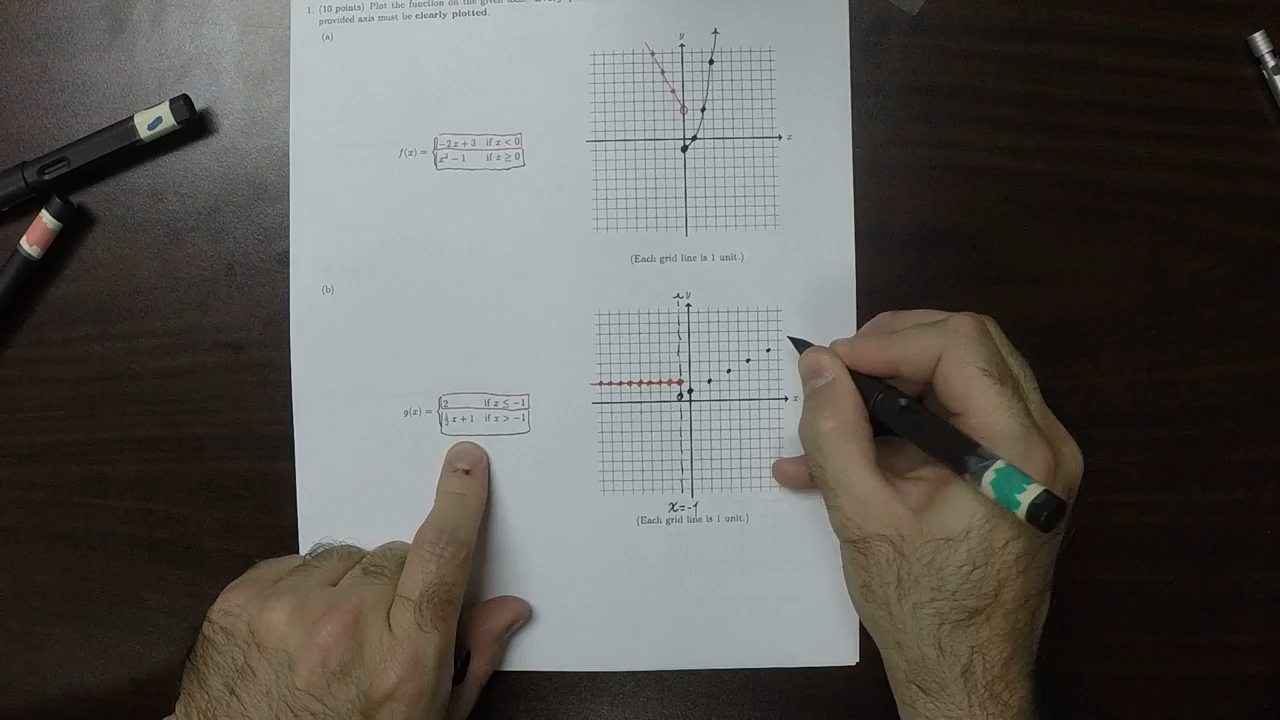 1. (10 points) Plot the function on the given
provided axis must be clearly plotted.
(a)
y
f(x) = { -2x + 3 if x < 0
x² - 1 if x ≥ 0
x
(Each grid line is 1 unit.)
(b)
y
g(x) = { 2 if x ≤ -1
½x + 1 if x > -1
x
x=-1
(Each grid line is 1 unit.)